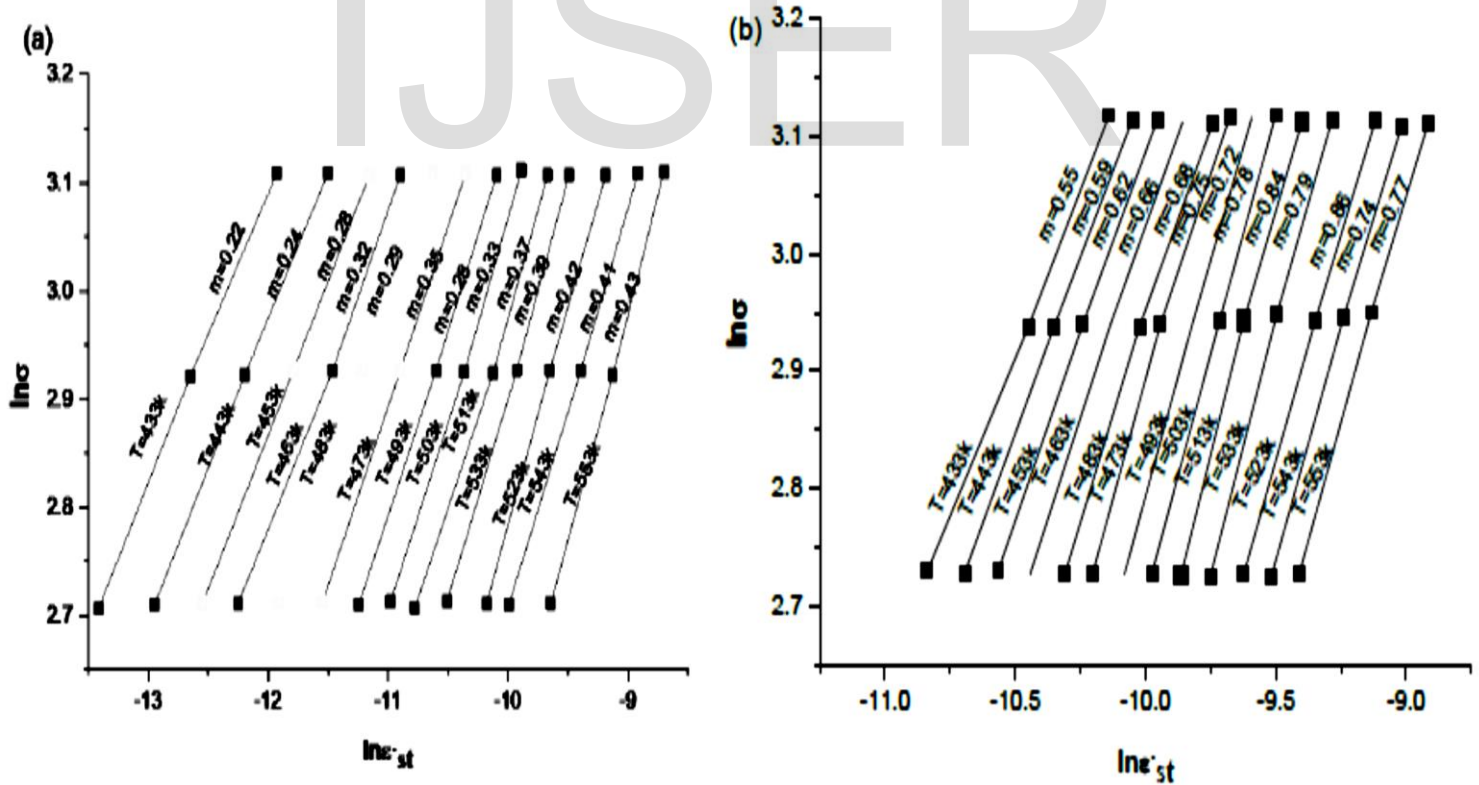 IJSER
(a)
3.2
3.1
3.0
2.9
2.8
2.7
lnσ
m=0.22
m=0.24
m=0.28
m=0.32
m=0.29
m=0.35
m=0.28
m=0.33
m=0.37
m=0.39
m=0.42
m=0.41
m=0.43
T=433k
T=443k
T=453k
T=463k
T=483k
T=473k
T=493k
T=503k
T=513k
T=533k
T=523k
T=543k
T=553k
-13
-12
-11
-10
-9
lnε·st
(b)
3.2
3.1
3.0
2.9
2.8
2.7
lnσ
m=0.55
m=0.59
m=0.62
m=0.66
m=0.68
m=0.75
m=0.72
m=0.78
m=0.84
m=0.79
m=0.86
m=0.74
m=0.77
T=433k
T=443k
T=453k
T=463k
T=483k
T=473k
T=493k
T=503k
T=513k
T=533k
T=523k
T=543k
T=553k
-11.0
-10.5
-10.0
-9.5
-9.0
lnε·st